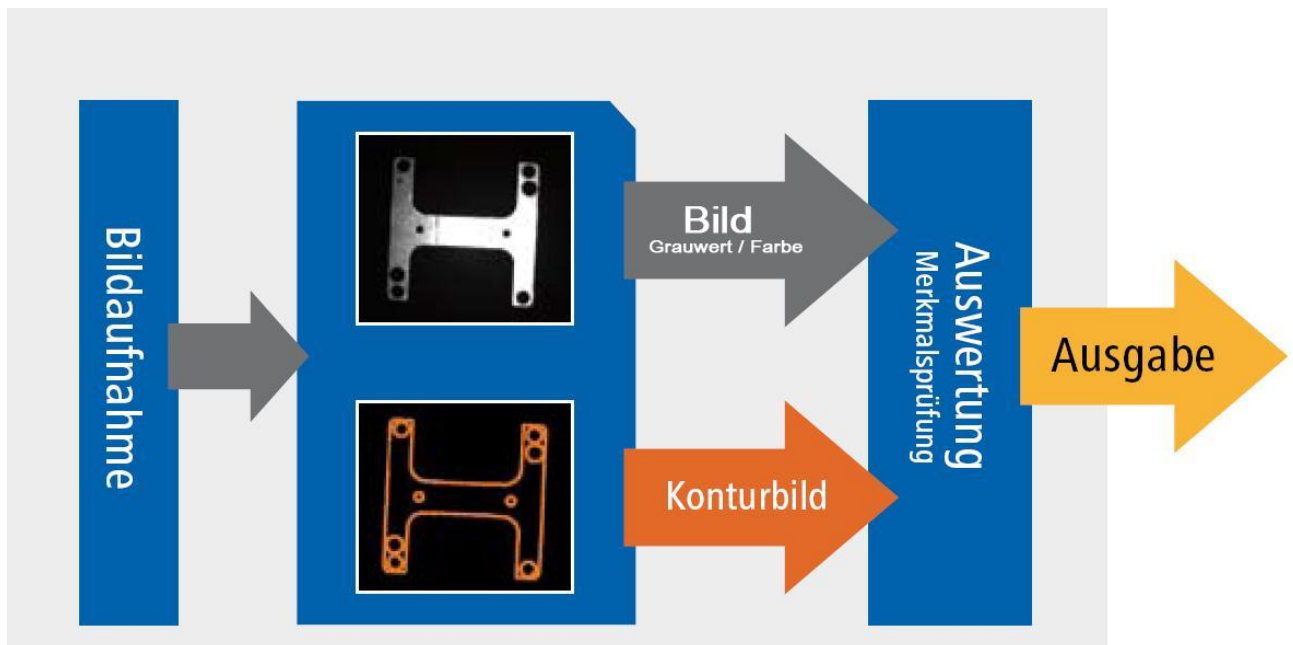 Bildaufnahme
Bild
Grauwert / Farbe
Konturbild
Auswertung
Merkmalsprüfung
Ausgabe